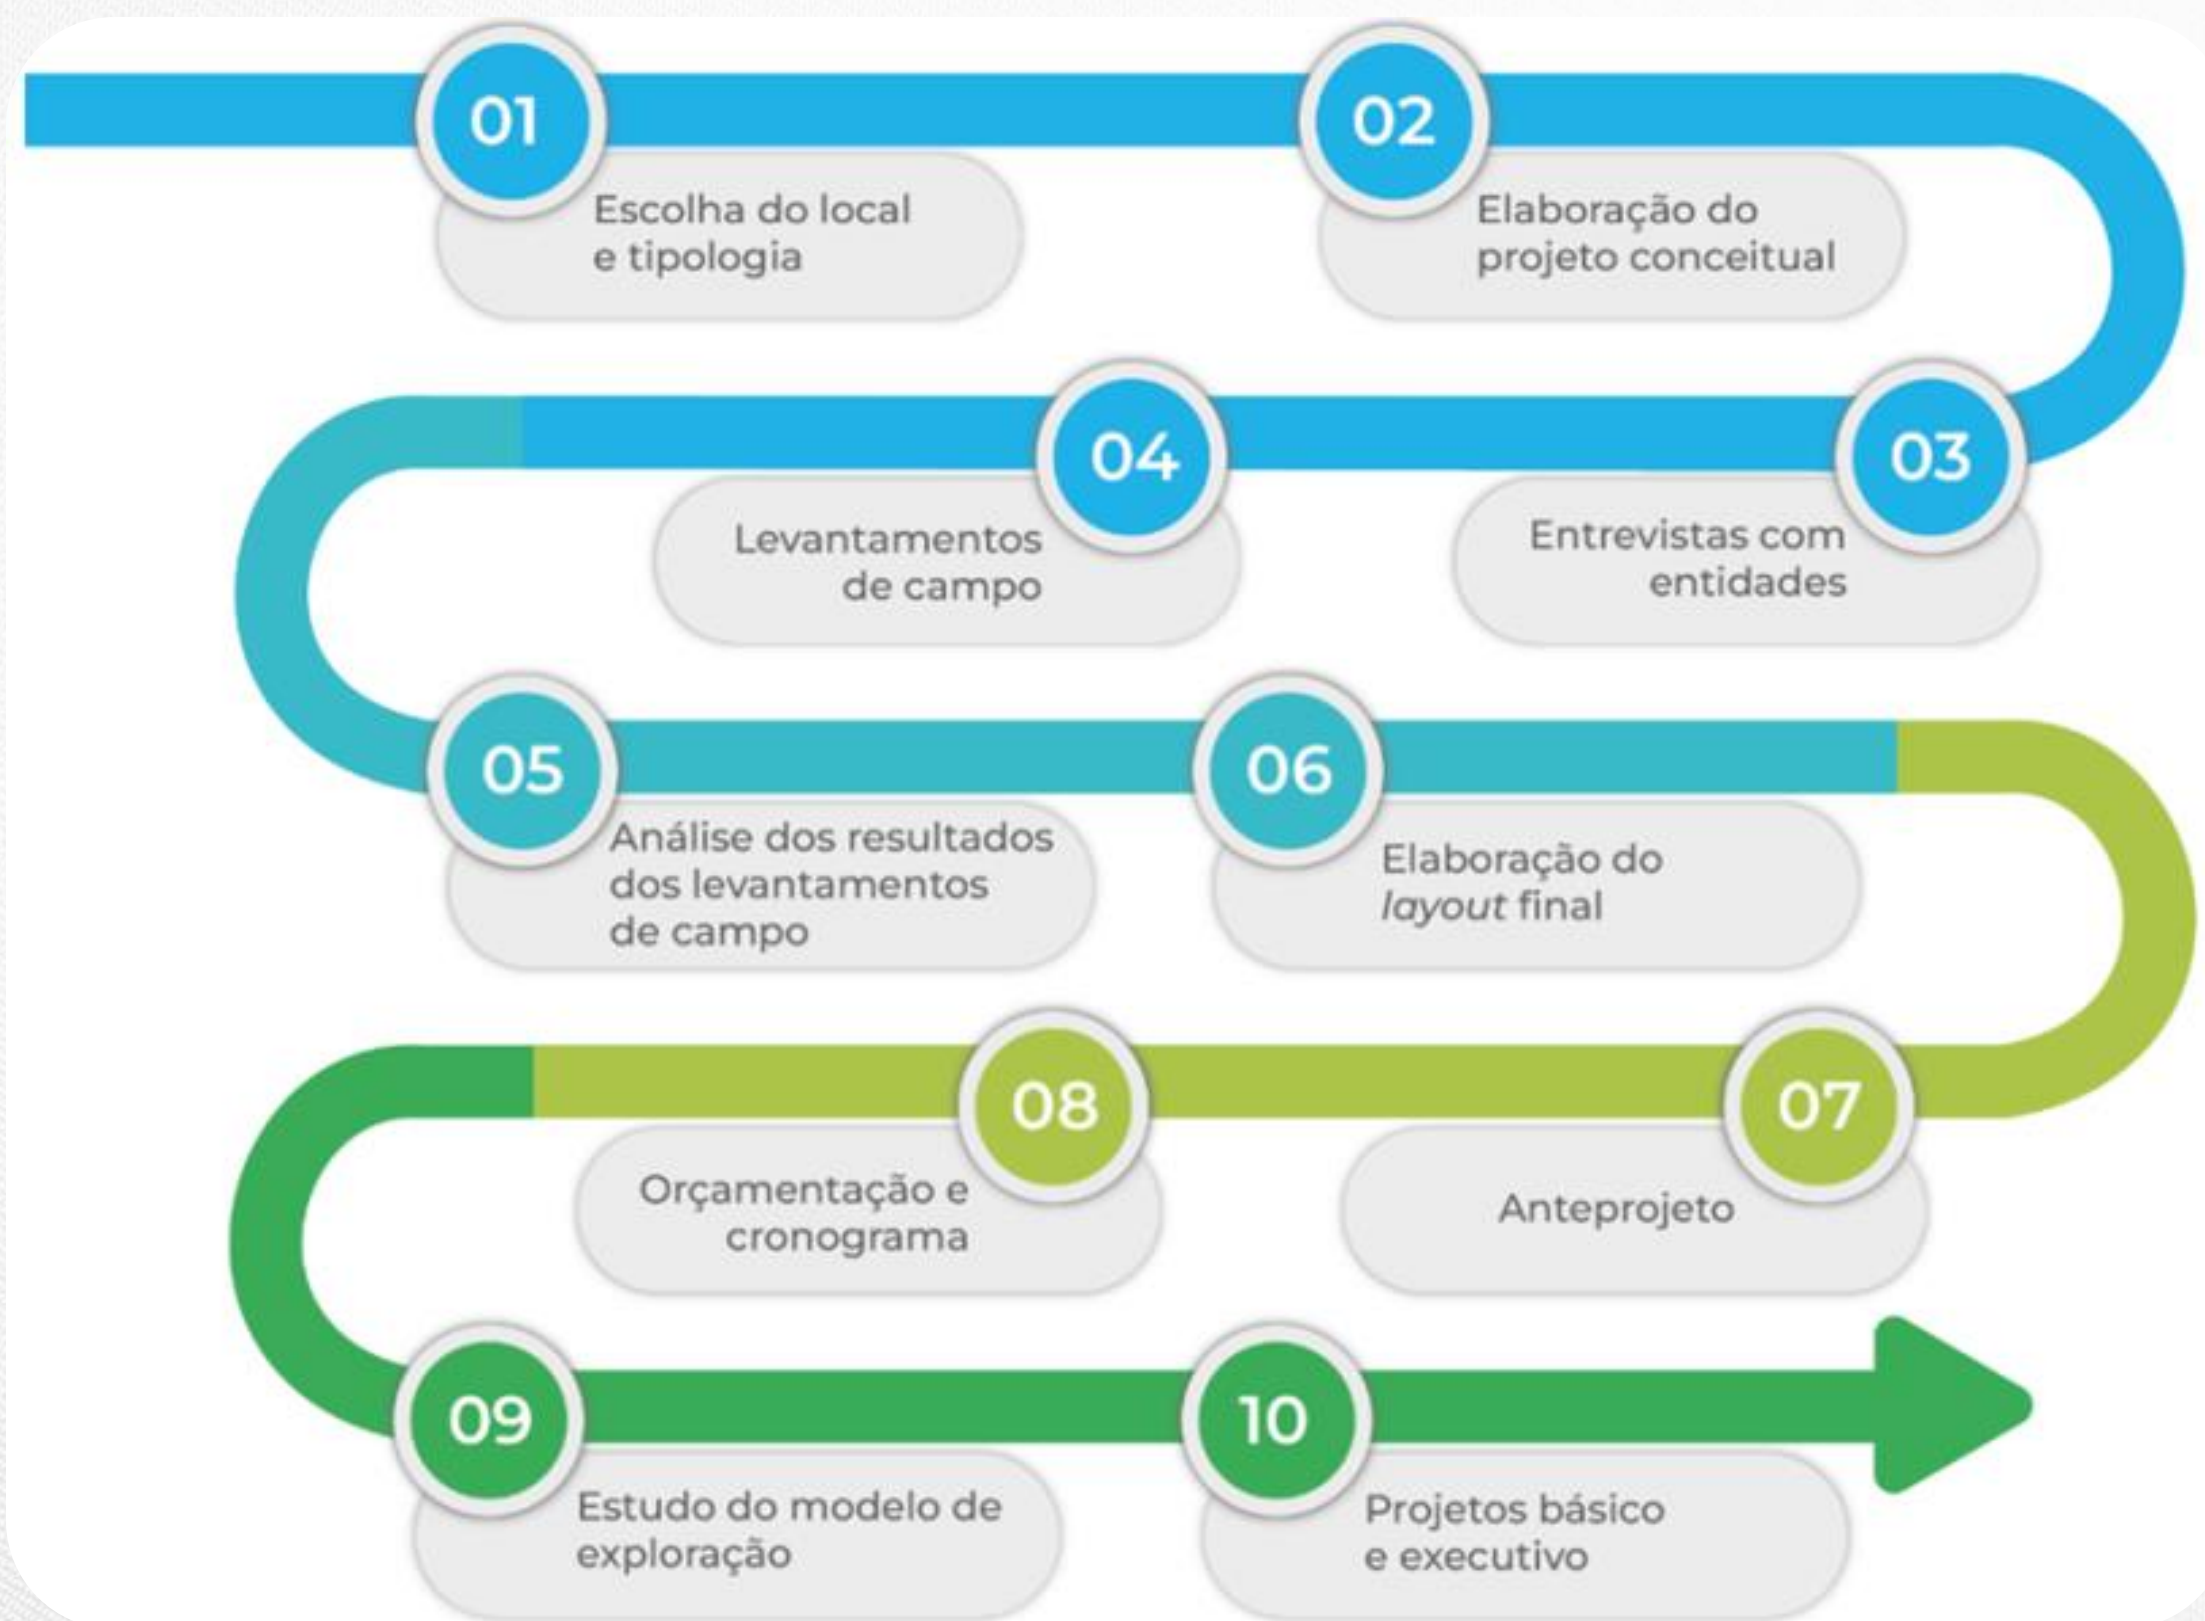 01
Escolha do local
e tipologia
02
Elaboração do
projeto conceitual
03
Entrevistas com
entidades
04
Levantamentos
de campo
05
Análise dos resultados
dos levantamentos
de campo
06
Elaboração do
layout final
07
Anteprojeto
08
Orçamentação e
cronograma
09
Estudo do modelo de
exploração
10
Projetos básico
e executivo